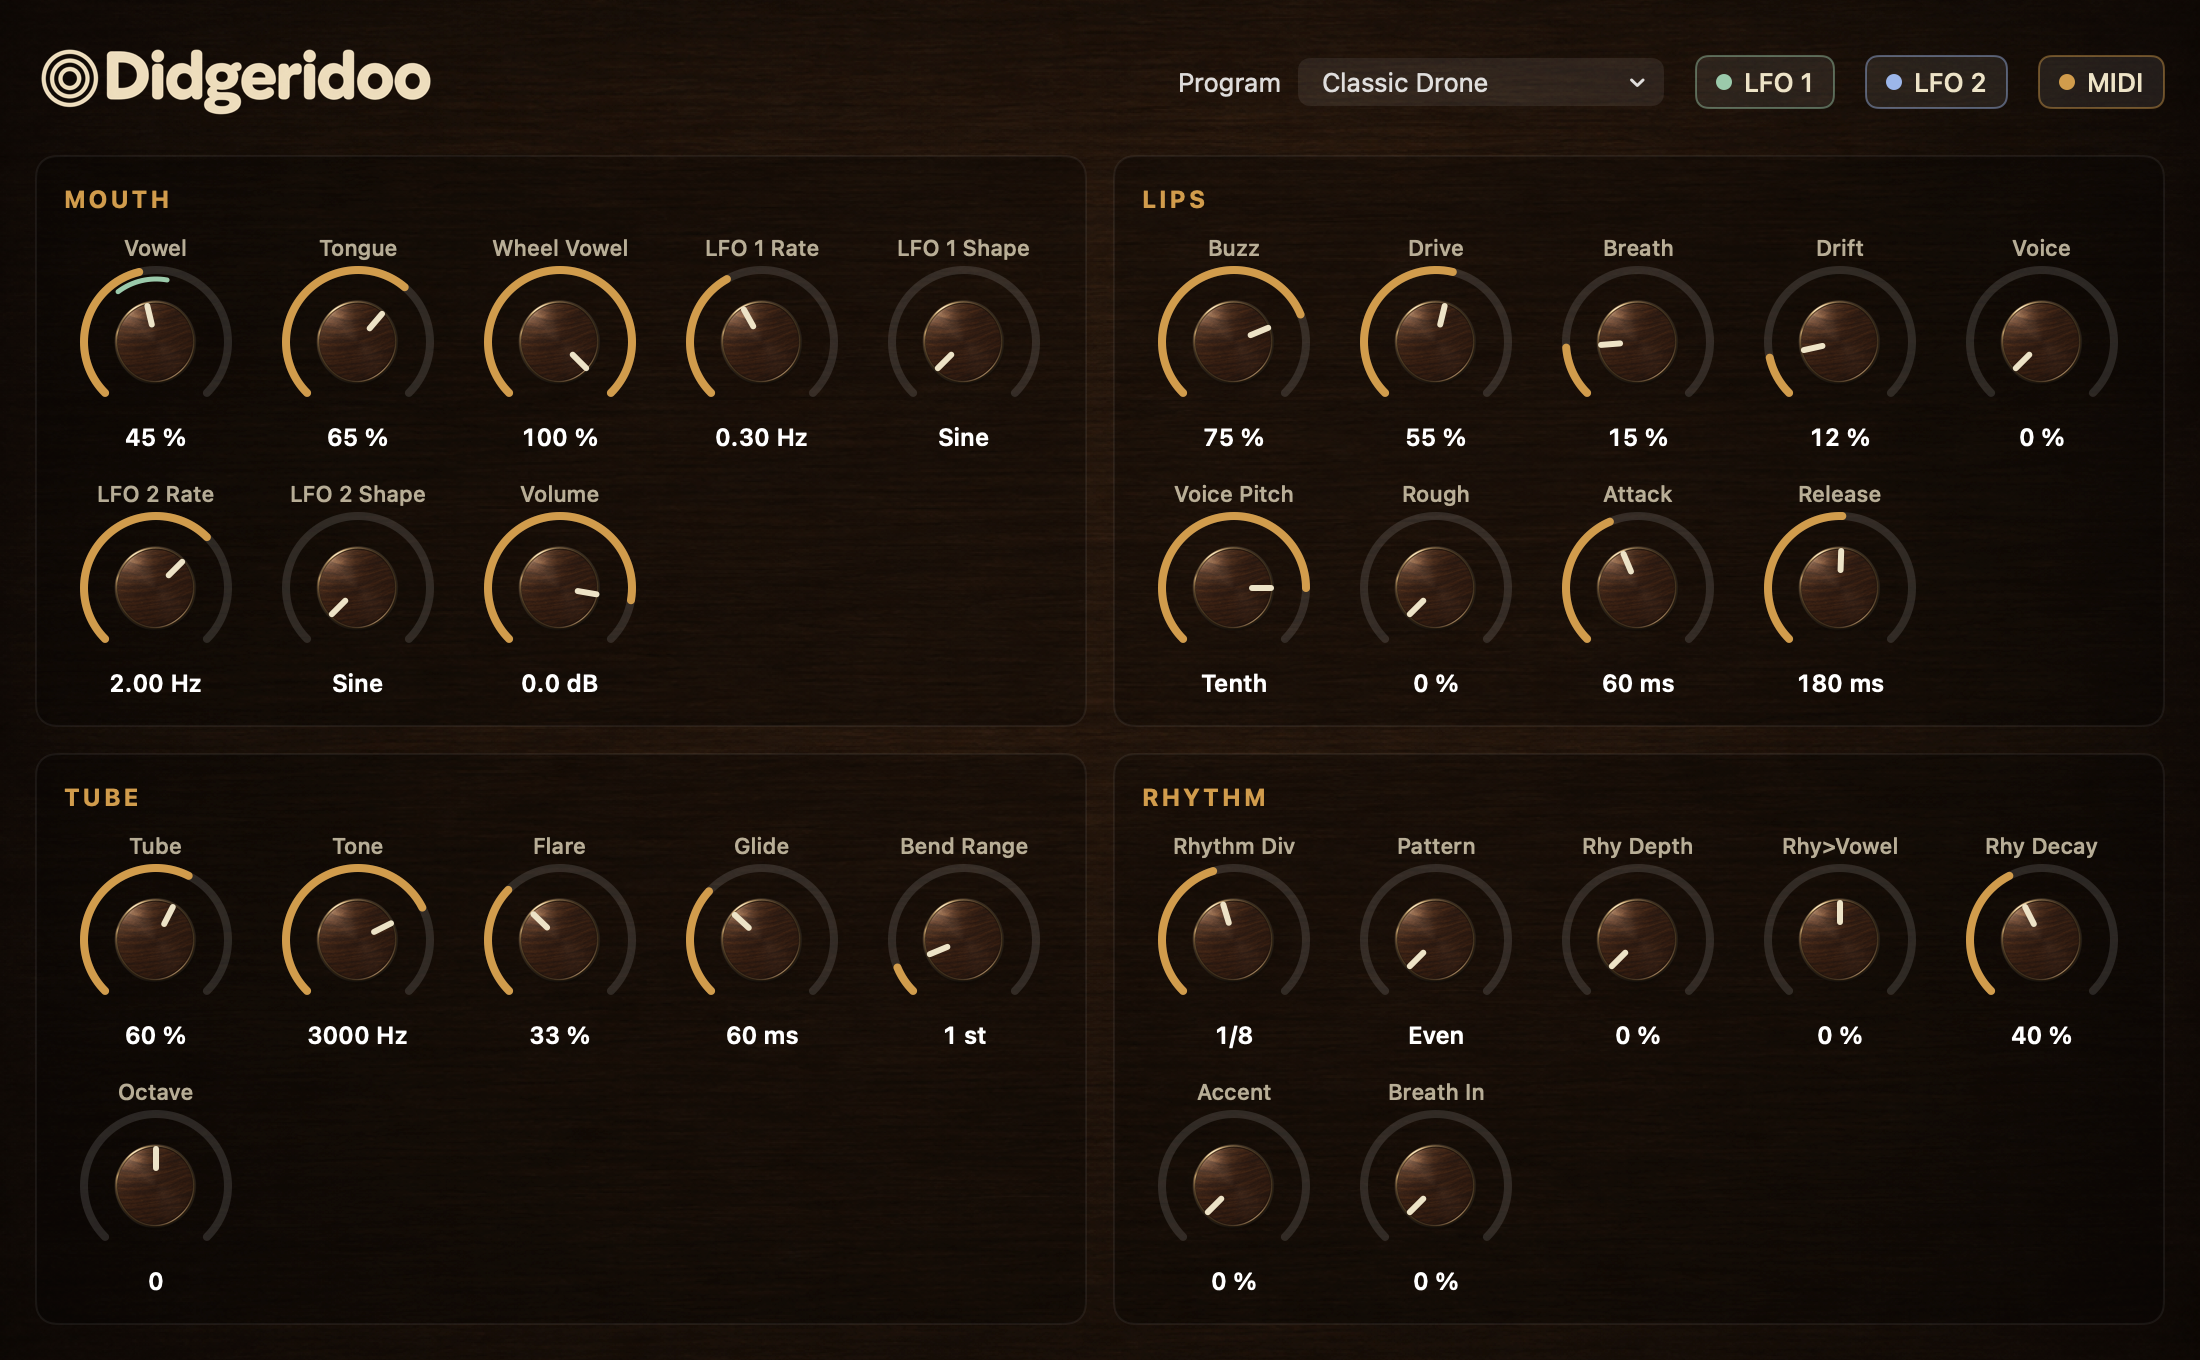 Didgeridoo
Program Classic Drone LFO 1 LFO 2 MIDI
MOUTH
Vowel Tongue Wheel Vowel LFO 1 Rate LFO 1 Shape
45 % 65 % 100 % 0.30 Hz Sine
LFO 2 Rate LFO 2 Shape Volume
2.00 Hz Sine 0.0 dB
LIPS
Buzz Drive Breath Drift Voice
75 % 55 % 15 % 12 % 0 %
Voice Pitch Rough Attack Release
Tenth 0 % 60 ms 180 ms
TUBE
Tube Tone Flare Glide Bend Range
60 % 3000 Hz 33 % 60 ms 1 st
Octave
0
RHYTHM
Rhythm Div Pattern Rhy Depth Rhy>Vowel Rhy Decay
1/8 Even 0 % 0 % 40 %
Accent Breath In
0 % 0 %